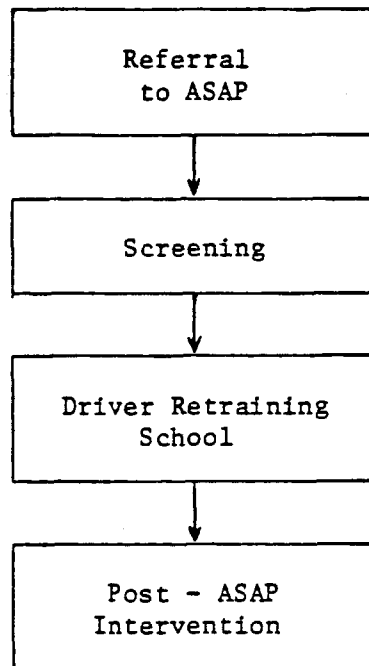 Referral
to ASAP
Screening
Driver Retraining
School
Post - ASAP
Intervention